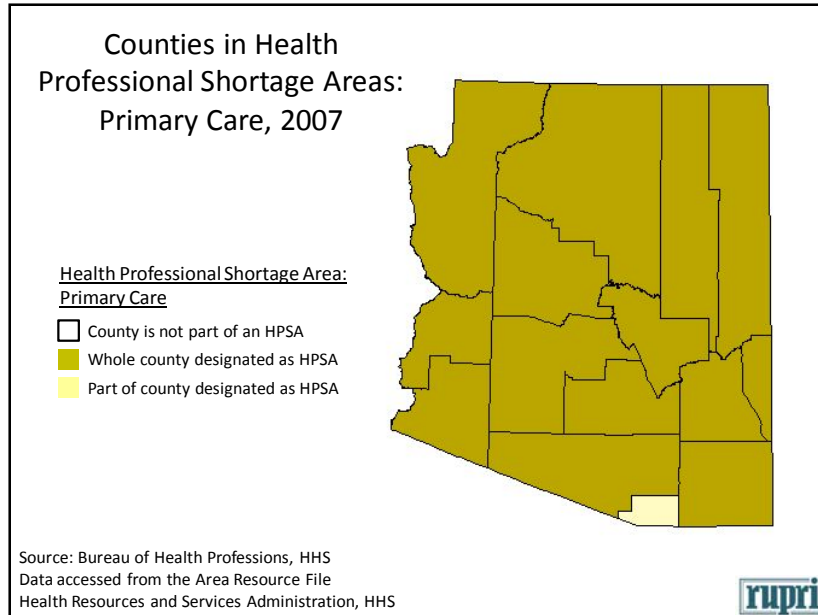 Counties in Health
Professional Shortage Areas:
Primary Care, 2007
Health Professional Shortage Area:
Primary Care
County is not part of an HPSA
Whole county designated as HPSA
Part of county designated as HPSA
Source: Bureau of Health Professions, HHS
Data accessed from the Area Resource File
Health Resources and Services Administration, HHS
rupri